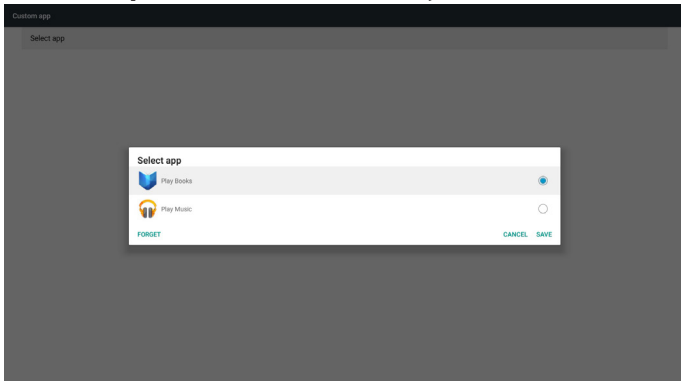 Custom app
Select app
Select app
Play Books
Play Music
FORGET
CANCEL SAVE